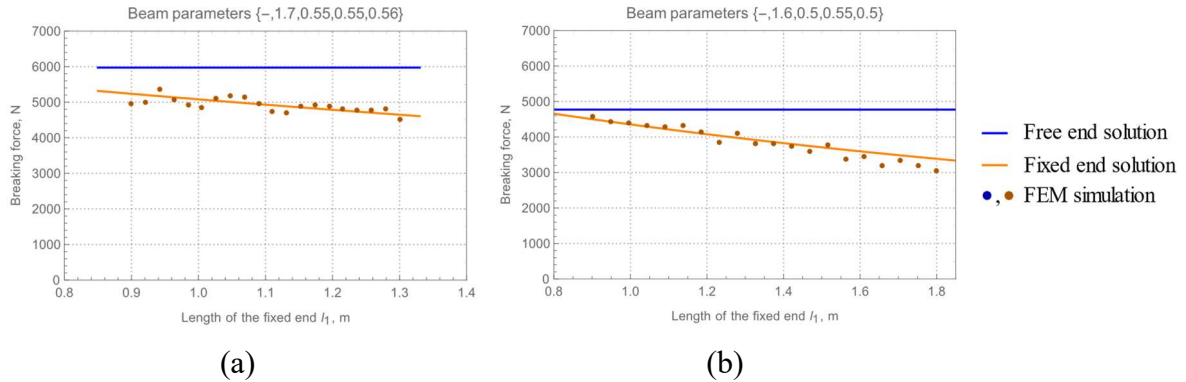 Beam parameters {−,1.7,0.55,0.55,0.56}
7000
6000
5000
4000
3000
2000
1000
0
Breaking force, N
0.8 0.9 1.0 1.1 1.2 1.3 1.4
Length of the fixed end l1, m
(a)
Beam parameters {−,1.6,0.5,0.55,0.5}
7000
6000
5000
4000
3000
2000
1000
0
Breaking force, N
0.8 1.0 1.2 1.4 1.6 1.8
Length of the fixed end l1, m
(b)
Free end solution
Fixed end solution
, FEM simulation